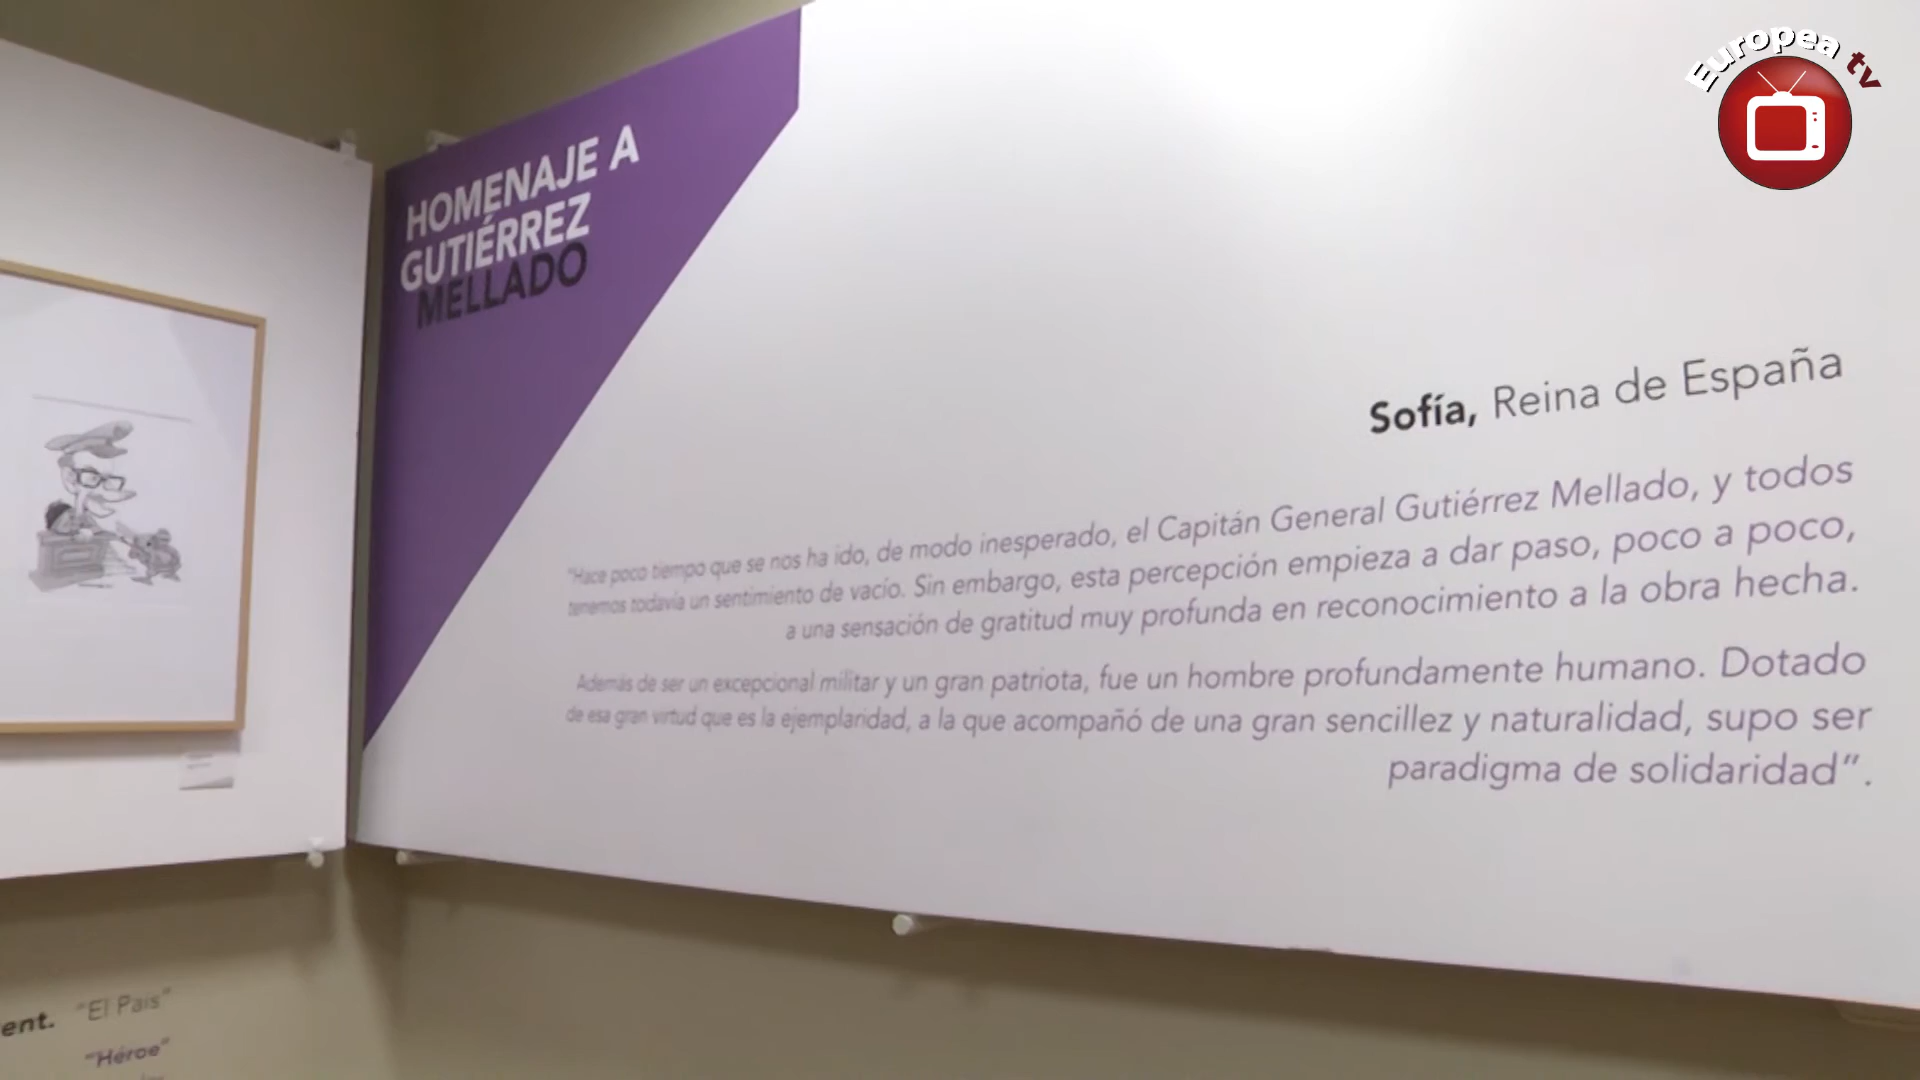 Europea tv
HOMENAJE A
GUTIÉRREZ
MELLADO
Sofía, Reina de España
"Hace poco tiempo que se nos ha ido, de modo inesperado, el Capitán General Gutiérrez Mellado, y todos
tenemos todavía un sentimiento de vacío. Sin embargo, esta percepción empieza a dar paso, poco a poco,
a una sensación de gratitud muy profunda en reconocimiento a la obra hecha.
Además de ser un excepcional militar y un gran patriota, fue un hombre profundamente humano. Dotado
de esa gran virtud que es la ejemplaridad, a la que acompañó de una gran sencillez y naturalidad, supo ser
paradigma de solidaridad".
ent. "El País"
"Héroe"